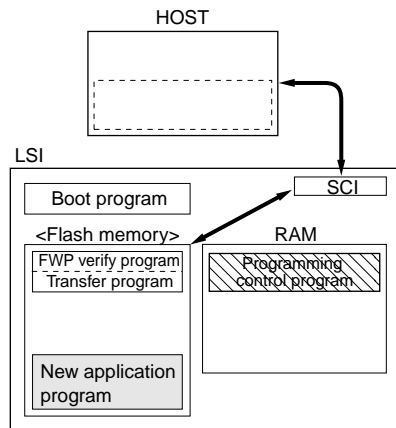 HOST
LSI
SCI
Boot program
<Flash memory>
RAM
FWP verify program
Transfer program
Programming
control program
New application
program